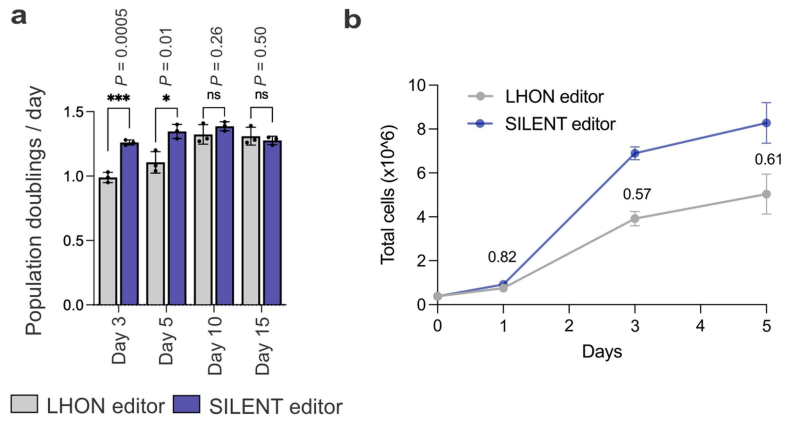 a
P = 0.0005
P = 0.01
P = 0.26
P = 0.50
***
*
ns
ns
Population doublings / day
1.5
1.0
0.5
0.0
Day 3
Day 5
Day 10
Day 15
LHON editor
SILENT editor
b
Total cells (x10^6)
10
8
6
4
2
0
LHON editor
SILENT editor
0.82
0.57
0.61
0
1
2
3
4
5
Days